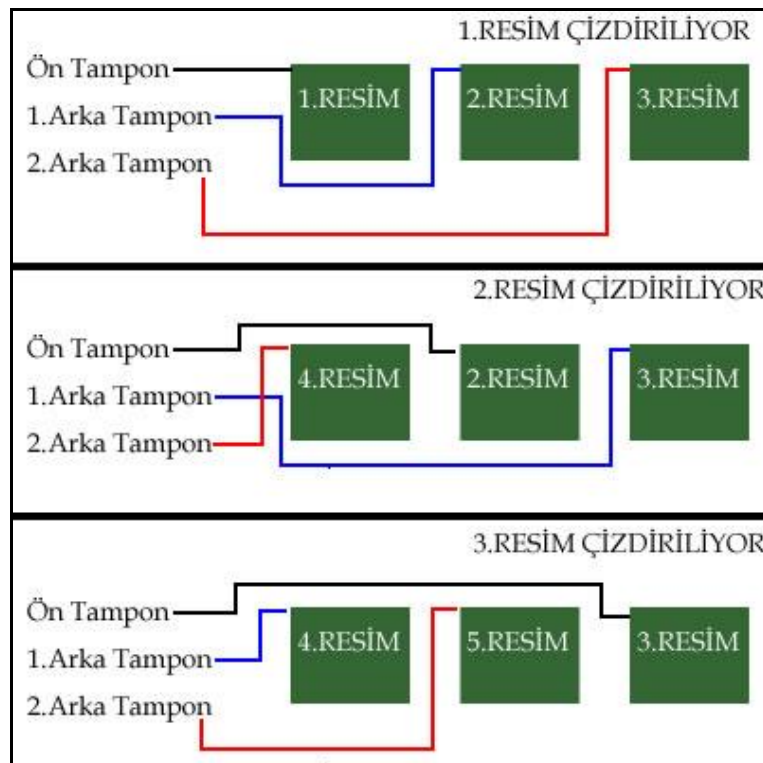 1.RESİM ÇİZDİRİLİYOR
Ön Tampon
1.RESİM
2.RESİM
3.RESİM
1.Arka Tampon
2.Arka Tampon
2.RESİM ÇİZDİRİLİYOR
Ön Tampon
4.RESİM
2.RESİM
3.RESİM
1.Arka Tampon
2.Arka Tampon
3.RESİM ÇİZDİRİLİYOR
Ön Tampon
4.RESİM
5.RESİM
3.RESİM
1.Arka Tampon
2.Arka Tampon